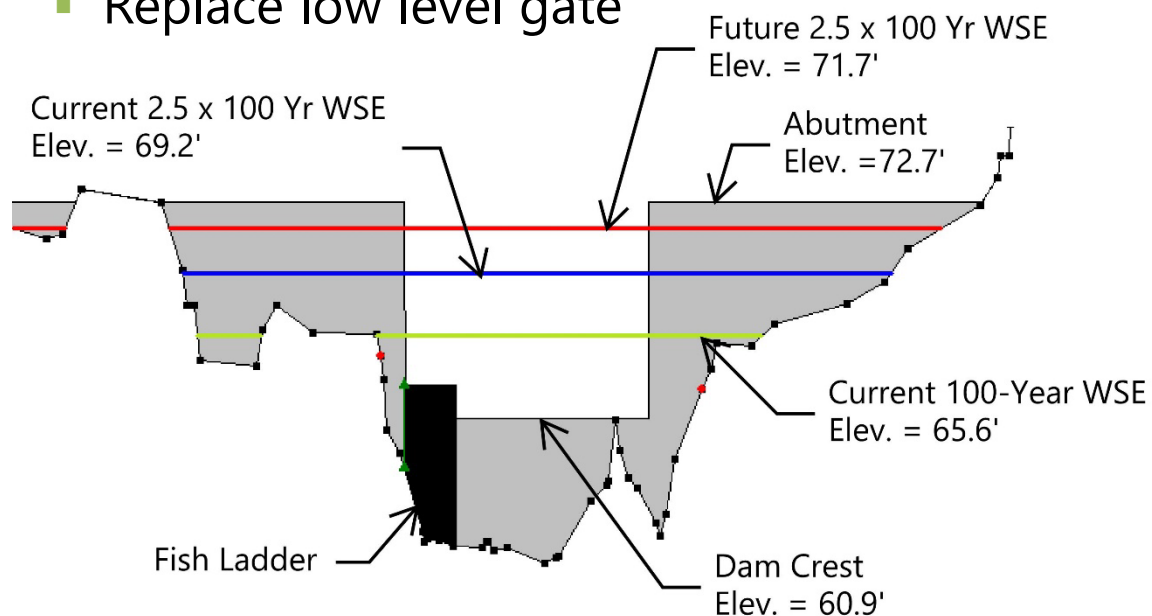 Replace low level gate
Future 2.5 x 100 Yr WSE
Elev. = 71.7'
Current 2.5 x 100 Yr WSE
Elev. = 69.2'
Abutment
Elev. =72.7'
Current 100-Year WSE
Elev. = 65.6'
Fish Ladder
Dam Crest
Elev. = 60.9'